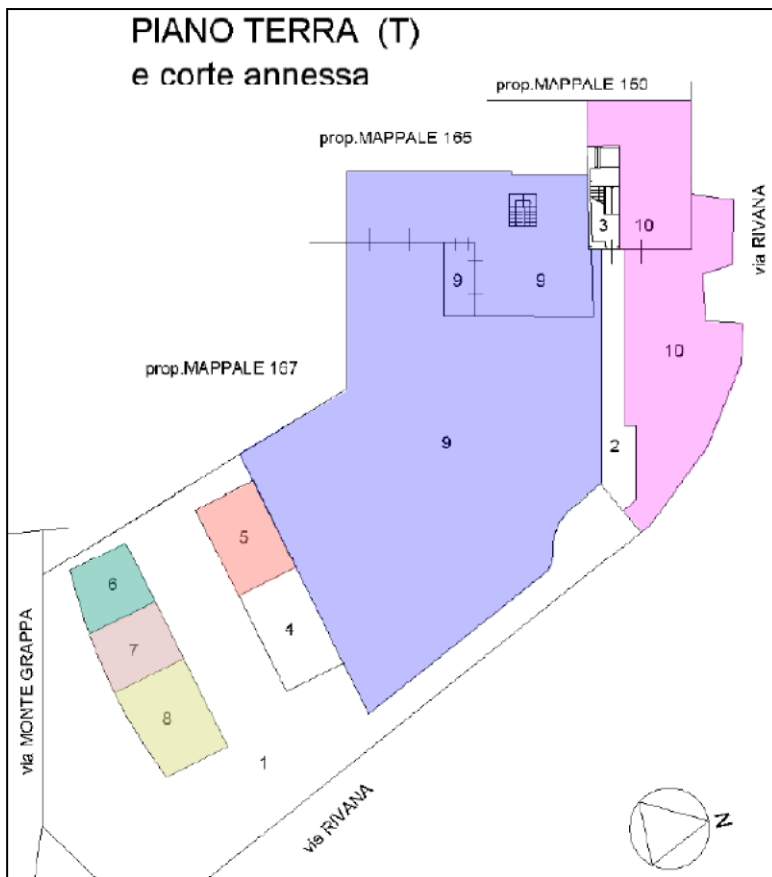 PIANO TERRA (T)
e corte annessa
prop.MAPPALE 150
prop.MAPPALE 165
via RIVANA
3
10
9
9
10
prop.MAPPALE 167
9
2
5
6
4
7
8
1
via MONTE GRAPPA
via RIVANA
N